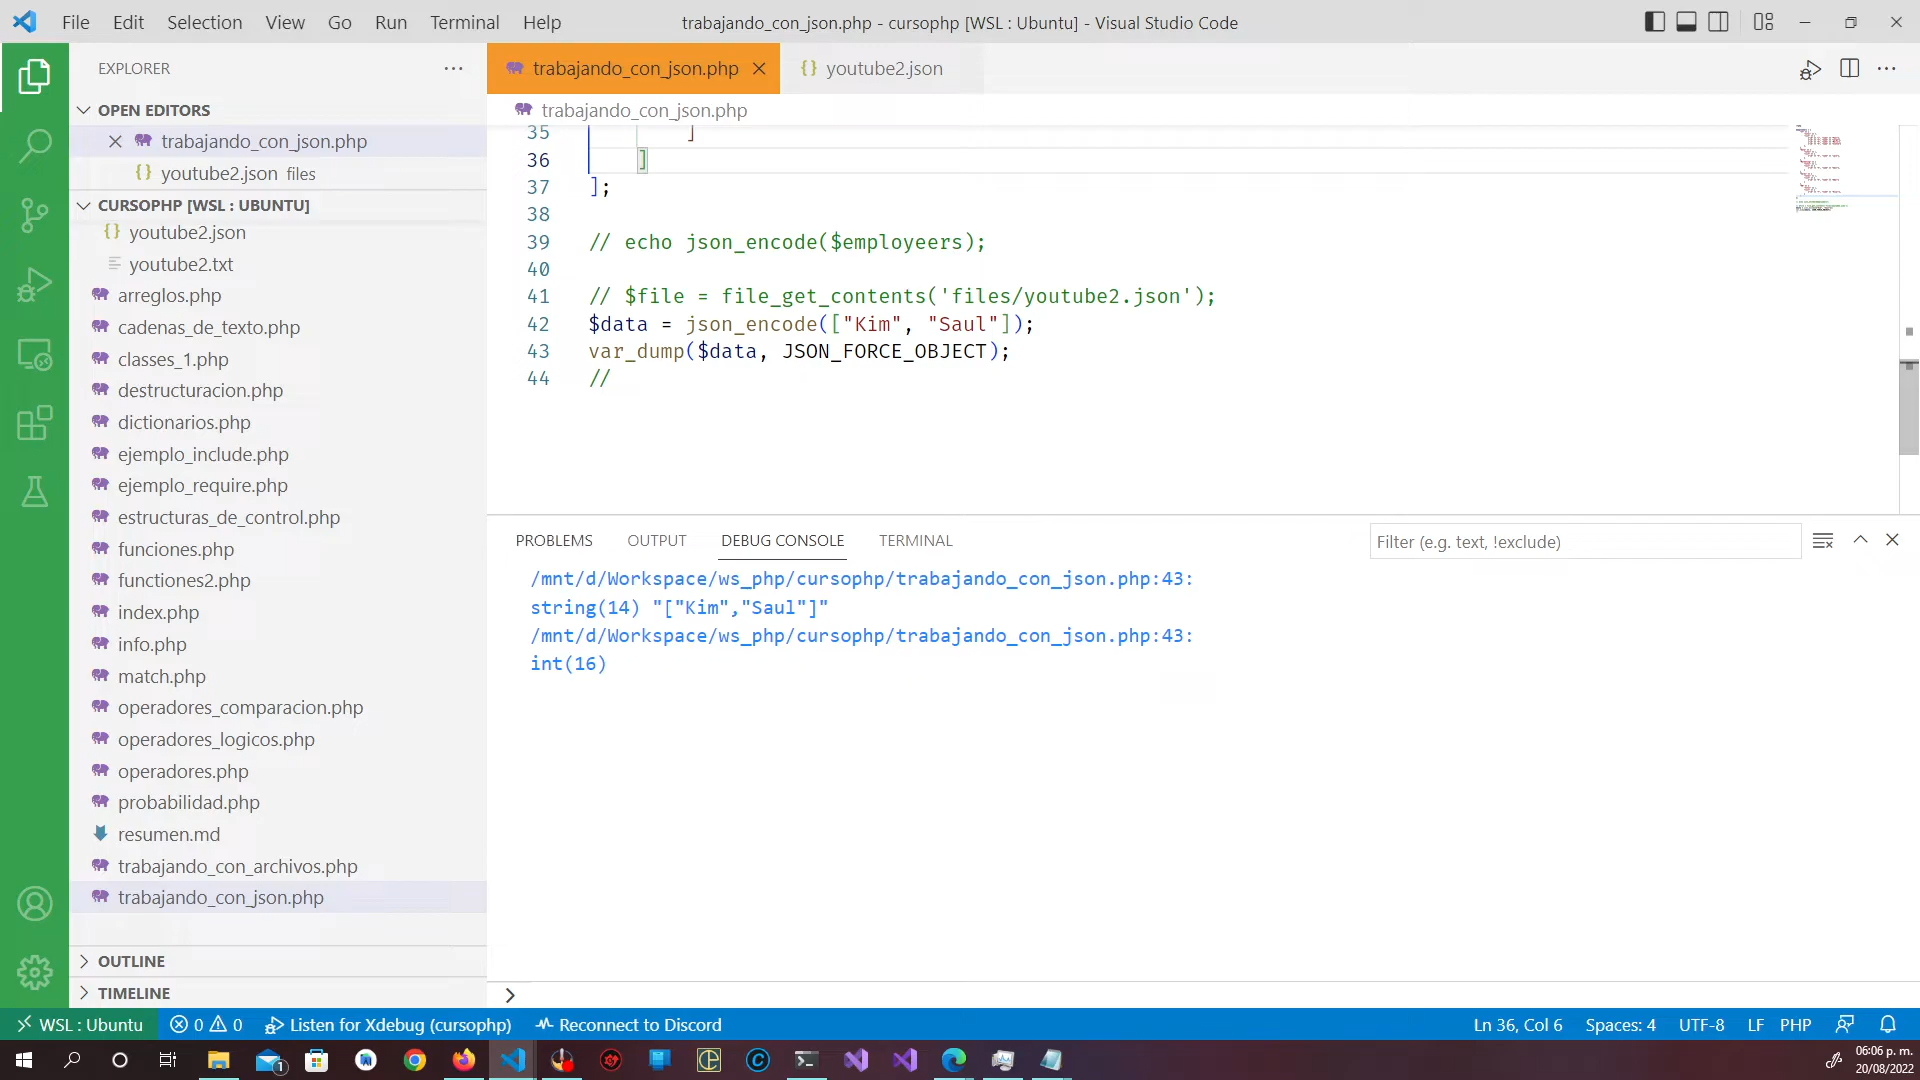 File Edit Selection View Go Run Terminal Help
trabajando_con_json.php - cursophp [WSL : Ubuntu] - Visual Studio Code
EXPLORER
OPEN EDITORS
trabajando_con_json.php
youtube2.json files
CURSOPHP [WSL : UBUNTU]
youtube2.json
youtube2.txt
arreglos.php
cadenas_de_texto.php
classes_1.php
destructuracion.php
dictionarios.php
ejemplo_include.php
ejemplo_require.php
estructuras_de_control.php
funciones.php
functiones2.php
index.php
info.php
match.php
operadores_comparacion.php
operadores_logicos.php
operadores.php
probabilidad.php
resumen.md
trabajando_con_archivos.php
trabajando_con_json.php
OUTLINE
TIMELINE
trabajando_con_json.php
youtube2.json
trabajando_con_json.php
35 ]
36 ]
37 ];
38
39 // echo json_encode($employeers);
40
41 // $file = file_get_contents('files/youtube2.json');
42 $data = json_encode(["Kim", "Saul"]);
43 var_dump($data, JSON_FORCE_OBJECT);
44 //
PROBLEMS OUTPUT DEBUG CONSOLE TERMINAL
Filter (e.g. text, !exclude)
/mnt/d/Workspace/ws_php/cursophp/trabajando_con_json.php:43:
string(14) "["Kim","Saul"]"
/mnt/d/Workspace/ws_php/cursophp/trabajando_con_json.php:43:
int(16)
WSL : Ubuntu 0 0 Listen for Xdebug (cursophp) Reconnect to Discord
Ln 36, Col 6 Spaces: 4 UTF-8 LF PHP
06:06 p. m.
20/08/2022